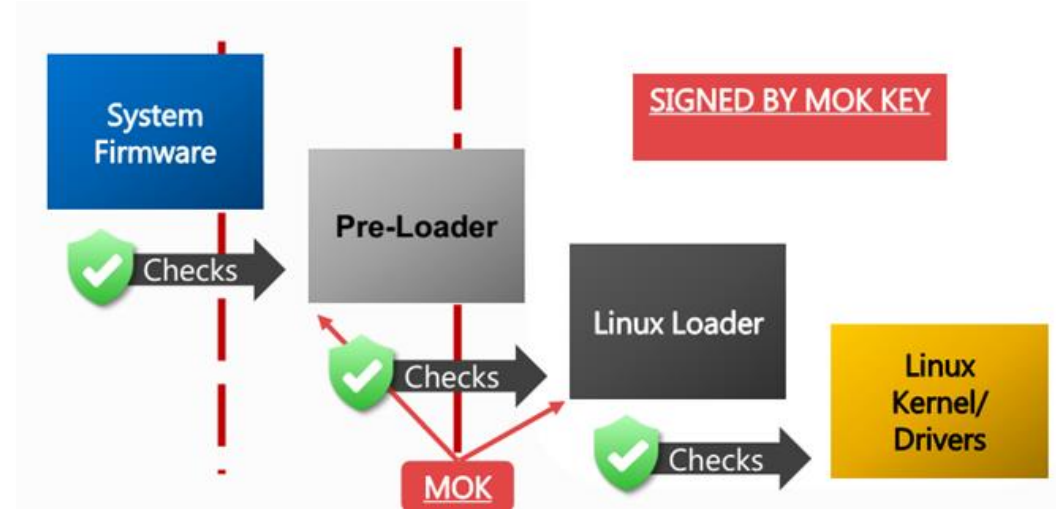 System
Firmware
SIGNED BY MOK KEY
Pre-Loader
Checks
Linux Loader
Checks
Linux
Kernel/
Drivers
Checks
MOK